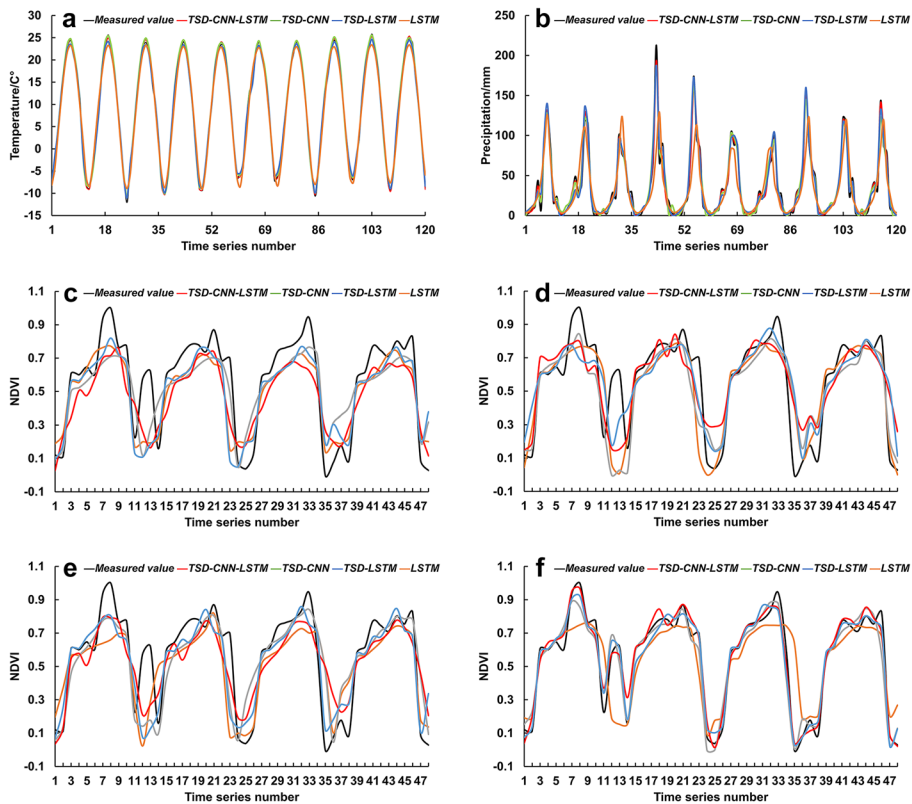 a
Measured value TSD-CNN-LSTM TSD-CNN TSD-LSTM LSTM
Temperature/C°
30
25
20
15
10
5
0
-5
-10
-15
1 18 35 52 69 86 103 120
Time series number
b
Measured value TSD-CNN-LSTM TSD-CNN TSD-LSTM LSTM
Precipitation/mm
250
200
150
100
50
0
1 18 35 52 69 86 103 120
Time series number
c
Measured value TSD-CNN-LSTM TSD-CNN TSD-LSTM LSTM
NDVI
1.1
0.9
0.7
0.5
0.3
0.1
-0.1
1 3 5 7 9 11 13 15 17 19 21 23 25 27 29 31 33 35 37 39 41 43 45 47
Time series number
d
Measured value TSD-CNN-LSTM TSD-CNN TSD-LSTM LSTM
NDVI
1.1
0.9
0.7
0.5
0.3
0.1
-0.1
1 3 5 7 9 11 13 15 17 19 21 23 25 27 29 31 33 35 37 39 41 43 45 47
Time series number
e
Measured value TSD-CNN-LSTM TSD-CNN TSD-LSTM LSTM
NDVI
1.1
0.9
0.7
0.5
0.3
0.1
-0.1
1 3 5 7 9 11 13 15 17 19 21 23 25 27 29 31 33 35 37 39 41 43 45 47
Time series number
f
Measured value TSD-CNN-LSTM TSD-CNN TSD-LSTM LSTM
NDVI
1.1
0.9
0.7
0.5
0.3
0.1
-0.1
1 3 5 7 9 11 13 15 17 19 21 23 25 27 29 31 33 35 37 39 41 43 45 47
Time series number